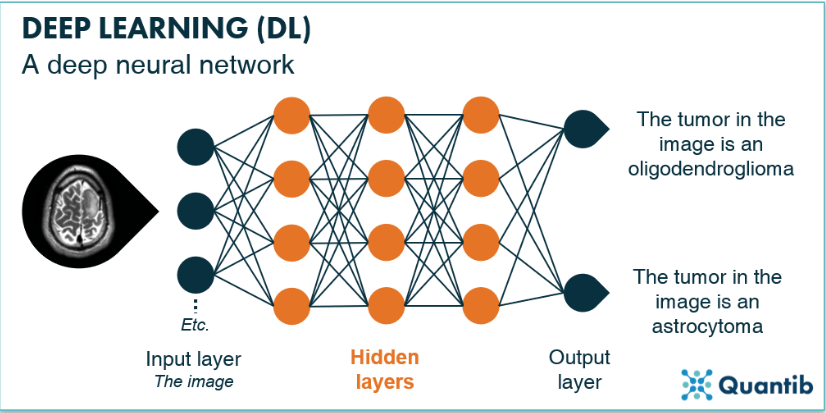 DEEP LEARNING (DL)
A deep neural network
The tumor in the
image is an
oligodendroglioma
The tumor in the
image is an
astrocytoma
Etc.
Input layer
The image
Hidden
layers
Output
layer
Quantib